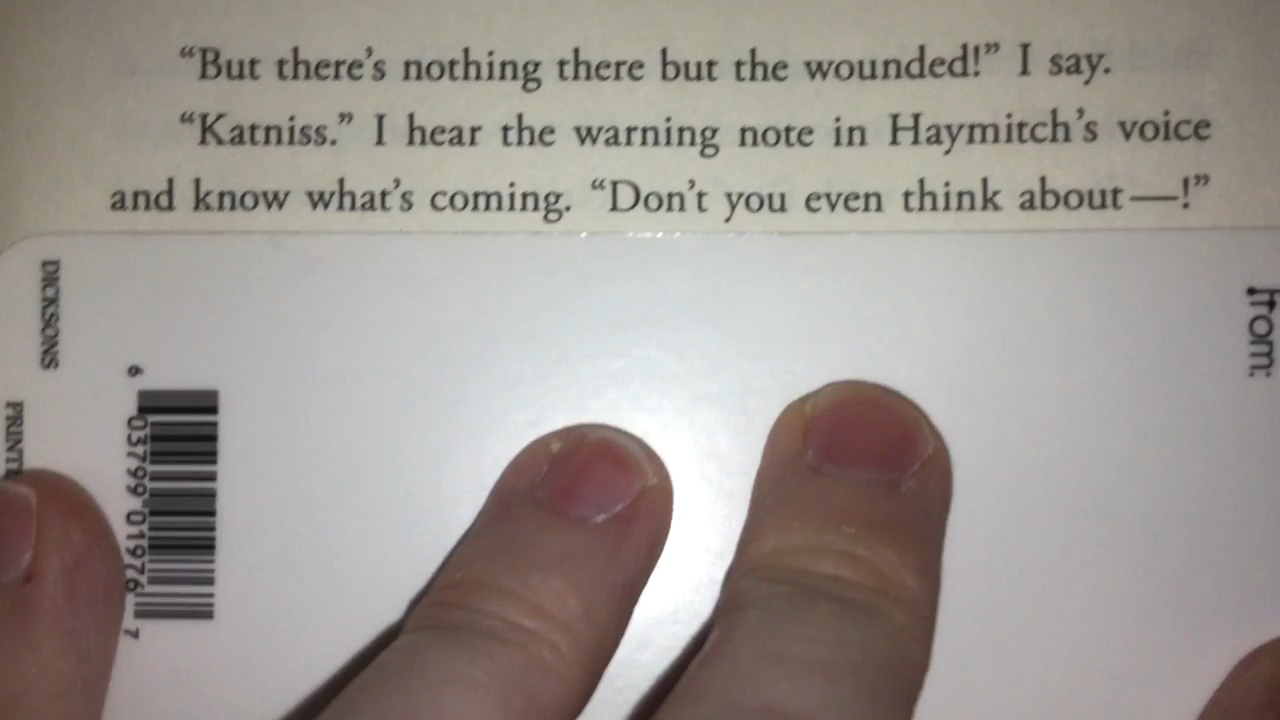 “But there’s nothing there but the wounded!” I say.
“Katniss.” I hear the warning note in Haymitch’s voice
and know what’s coming. “Don’t you even think about—!”
DICKSONS
from:
6 03799 01976 7